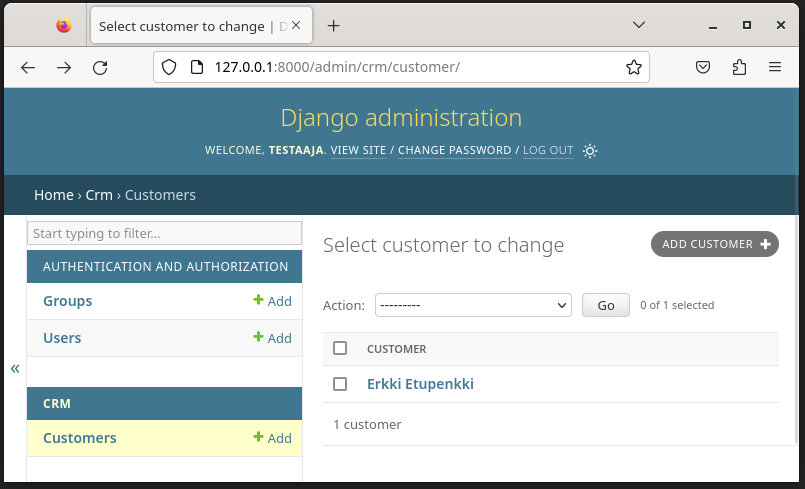 Select customer to change | D
127.0.0.1:8000/admin/crm/customer/
Django administration
WELCOME, TESTAAJA. VIEW SITE / CHANGE PASSWORD / LOG OUT
Home › Crm › Customers
Start typing to filter...
AUTHENTICATION AND AUTHORIZATION
Groups + Add
Users + Add
«
CRM
Customers + Add
Select customer to change
ADD CUSTOMER +
Action: --------- Go 0 of 1 selected
CUSTOMER
Erkki Etupenkki
1 customer